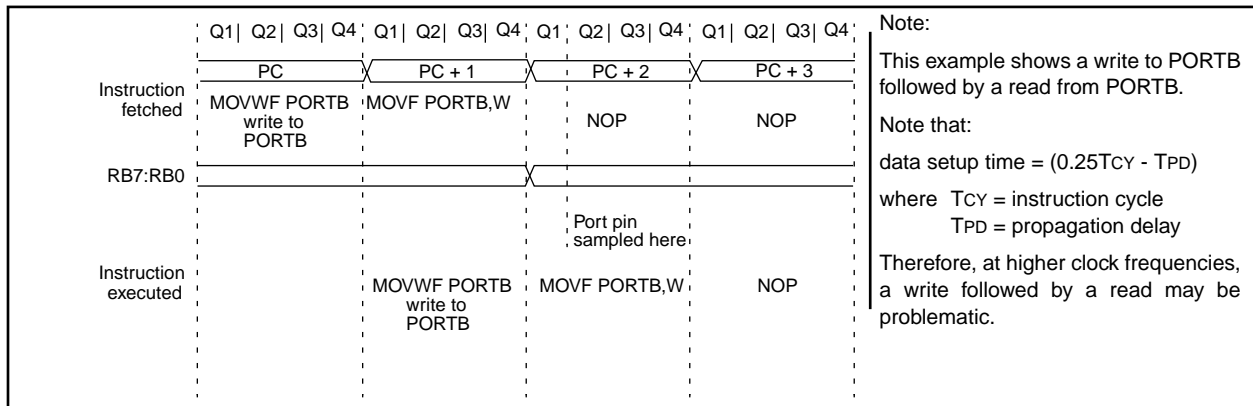 Q1| Q2| Q3| Q4 Q1| Q2| Q3| Q4 Q1 Q2| Q3| Q4 Q1| Q2| Q3| Q4
PC PC + 1 PC + 2 PC + 3
Instruction
fetched
MOVWF PORTB
write to
PORTB
MOVF PORTB,W
NOP
NOP
RB7:RB0
Port pin
sampled here
Instruction
executed
MOVWF PORTB
write to
PORTB
MOVF PORTB,W
NOP
Note:
This example shows a write to PORTB
followed by a read from PORTB.
Note that:
data setup time = (0.25TCY - TPD)
where TCY = instruction cycle
TPD = propagation delay
Therefore, at higher clock frequencies,
a write followed by a read may be
problematic.